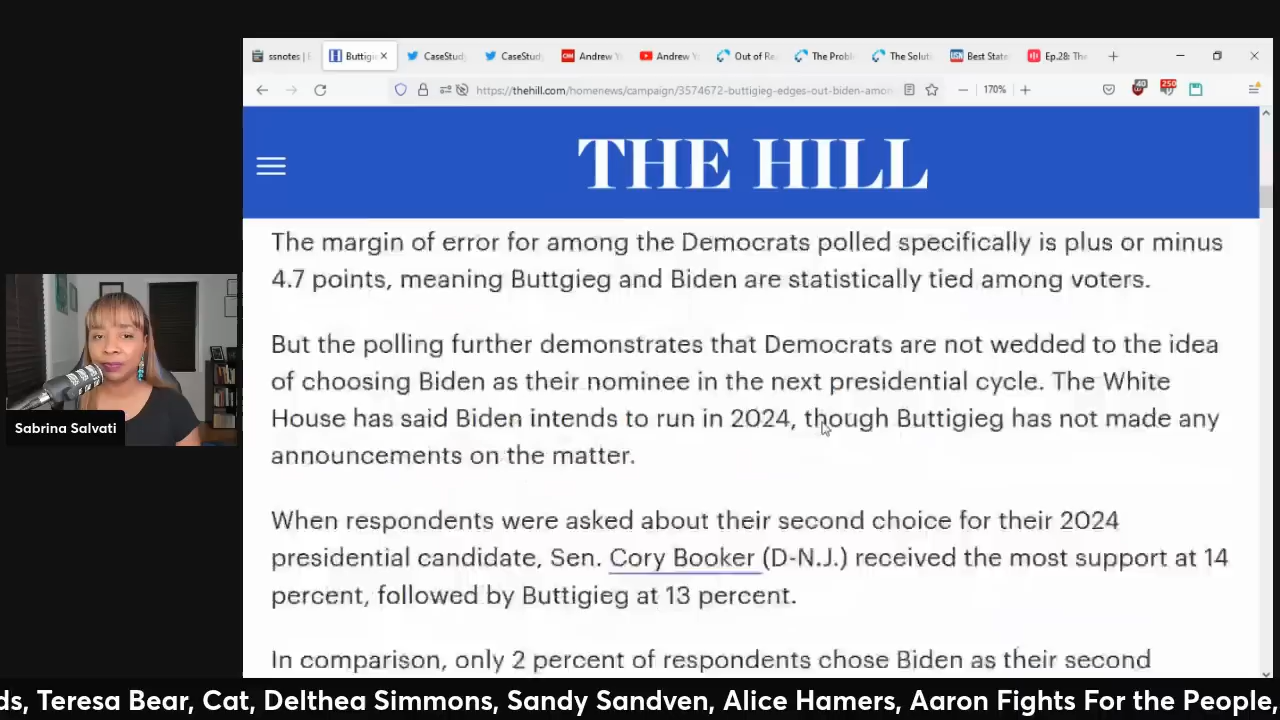 ssnotes |
Buttigie
CaseStud
CaseStud
Andrew Y
Andrew Y
Out of Re
The Probl
The Soluti
Best State
Ep.28: The
https://thehill.com/homenews/campaign/3574672-buttigieg-edges-out-biden-amon
170%
40
250
THE HILL
The margin of error for among the Democrats polled specifically is plus or minus
4.7 points, meaning Buttgieg and Biden are statistically tied among voters.
But the polling further demonstrates that Democrats are not wedded to the idea
of choosing Biden as their nominee in the next presidential cycle. The White
House has said Biden intends to run in 2024, though Buttigieg has not made any
announcements on the matter.
When respondents were asked about their second choice for their 2024
presidential candidate, Sen. Cory Booker (D-N.J.) received the most support at 14
percent, followed by Buttigieg at 13 percent.
In comparison, only 2 percent of respondents chose Biden as their second
Sabrina Salvati
ds, Teresa Bear, Cat, Delthea Simmons, Sandy Sandven, Alice Hamers, Aaron Fights For the People,